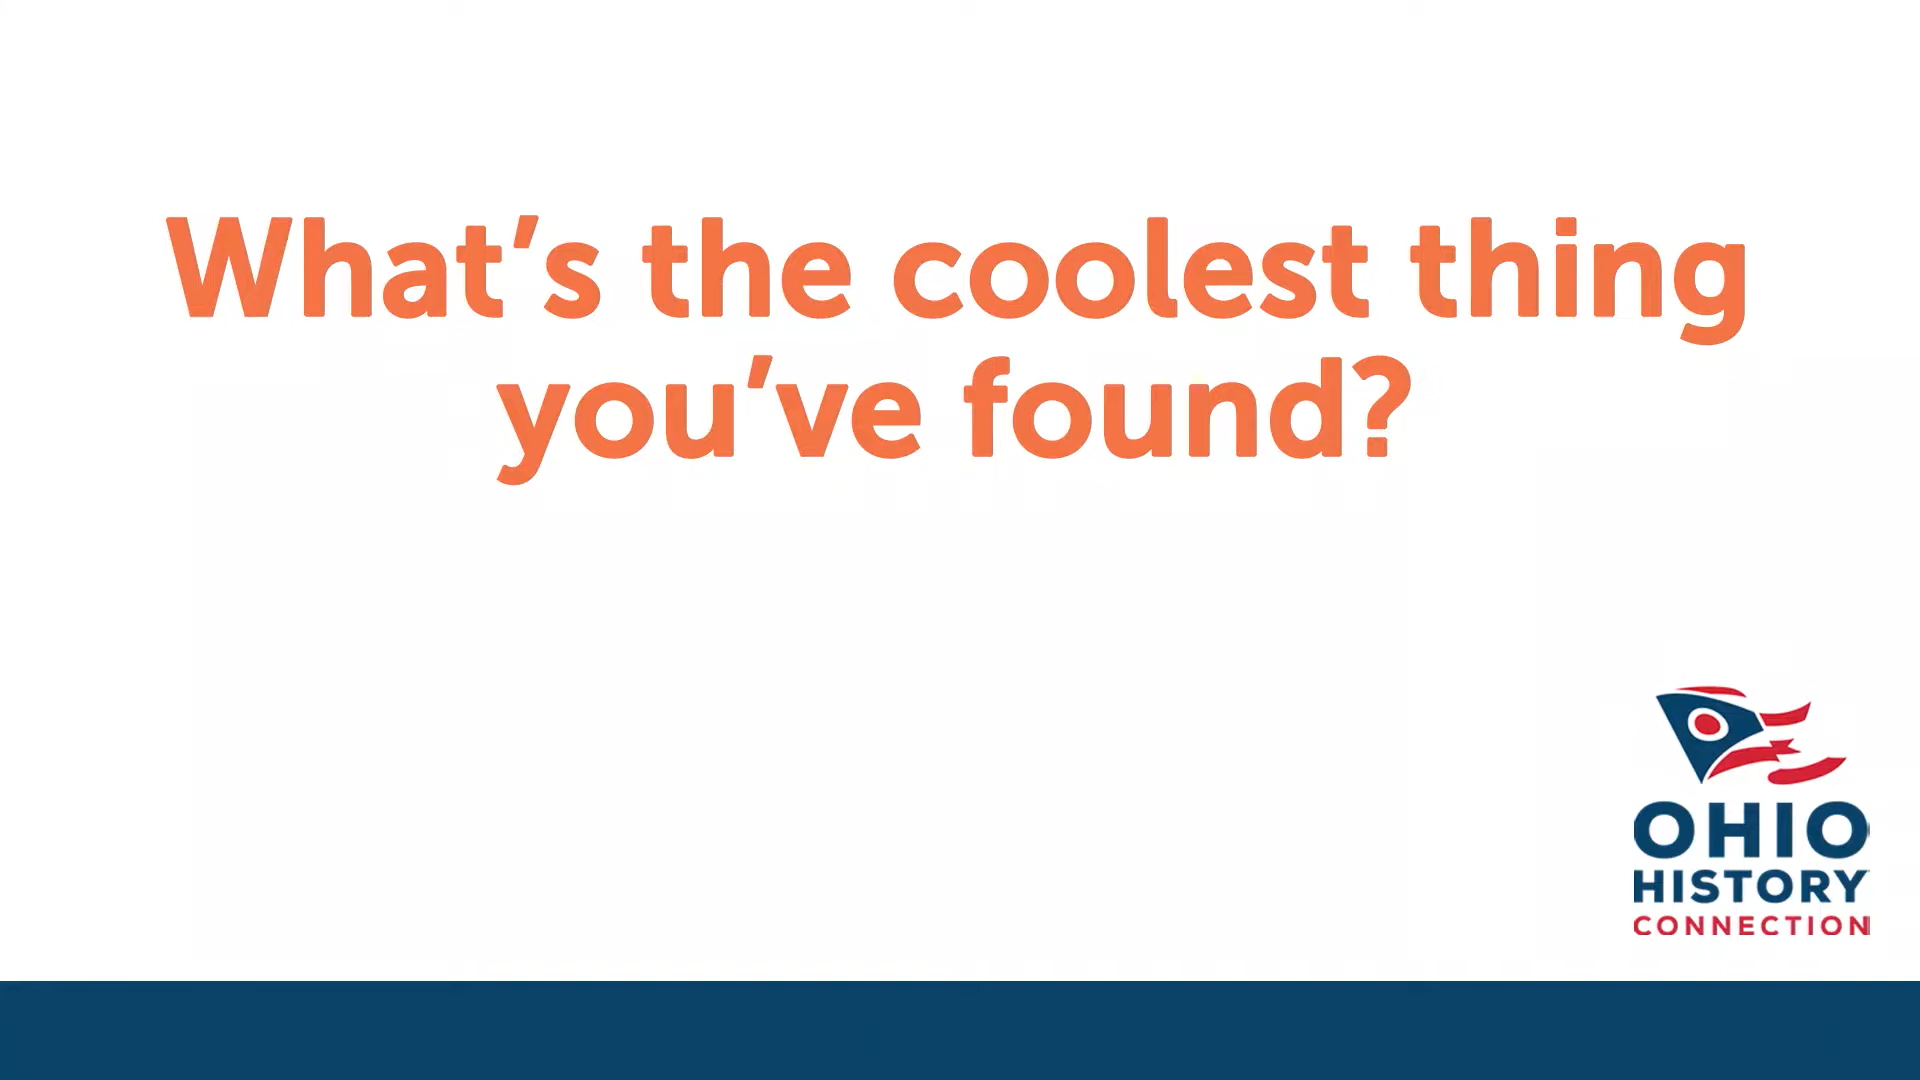 What’s the coolest thing
you’ve found?
OHIO
HISTORY
CONNECTION